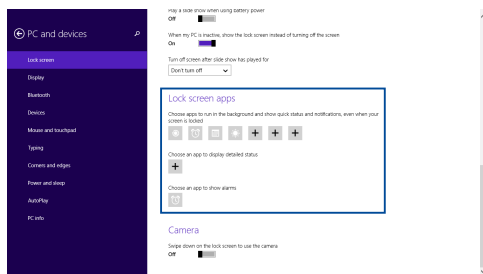 PC and devices
Lock screen
Display
Bluetooth
Devices
Mouse and touchpad
Typing
Corners and edges
Power and sleep
AutoPlay
PC info
Play a slide show when using battery power
Off
When my PC is inactive, show the lock screen instead of turning off the screen
On
Turn off screen after slide show has played for
Don't turn off
Lock screen apps
Choose apps to run in the background and show quick status and notifications, even when your
screen is locked
Choose an app to display detailed status
Choose an app to show alarms
Camera
Swipe down on the lock screen to use the camera
Off